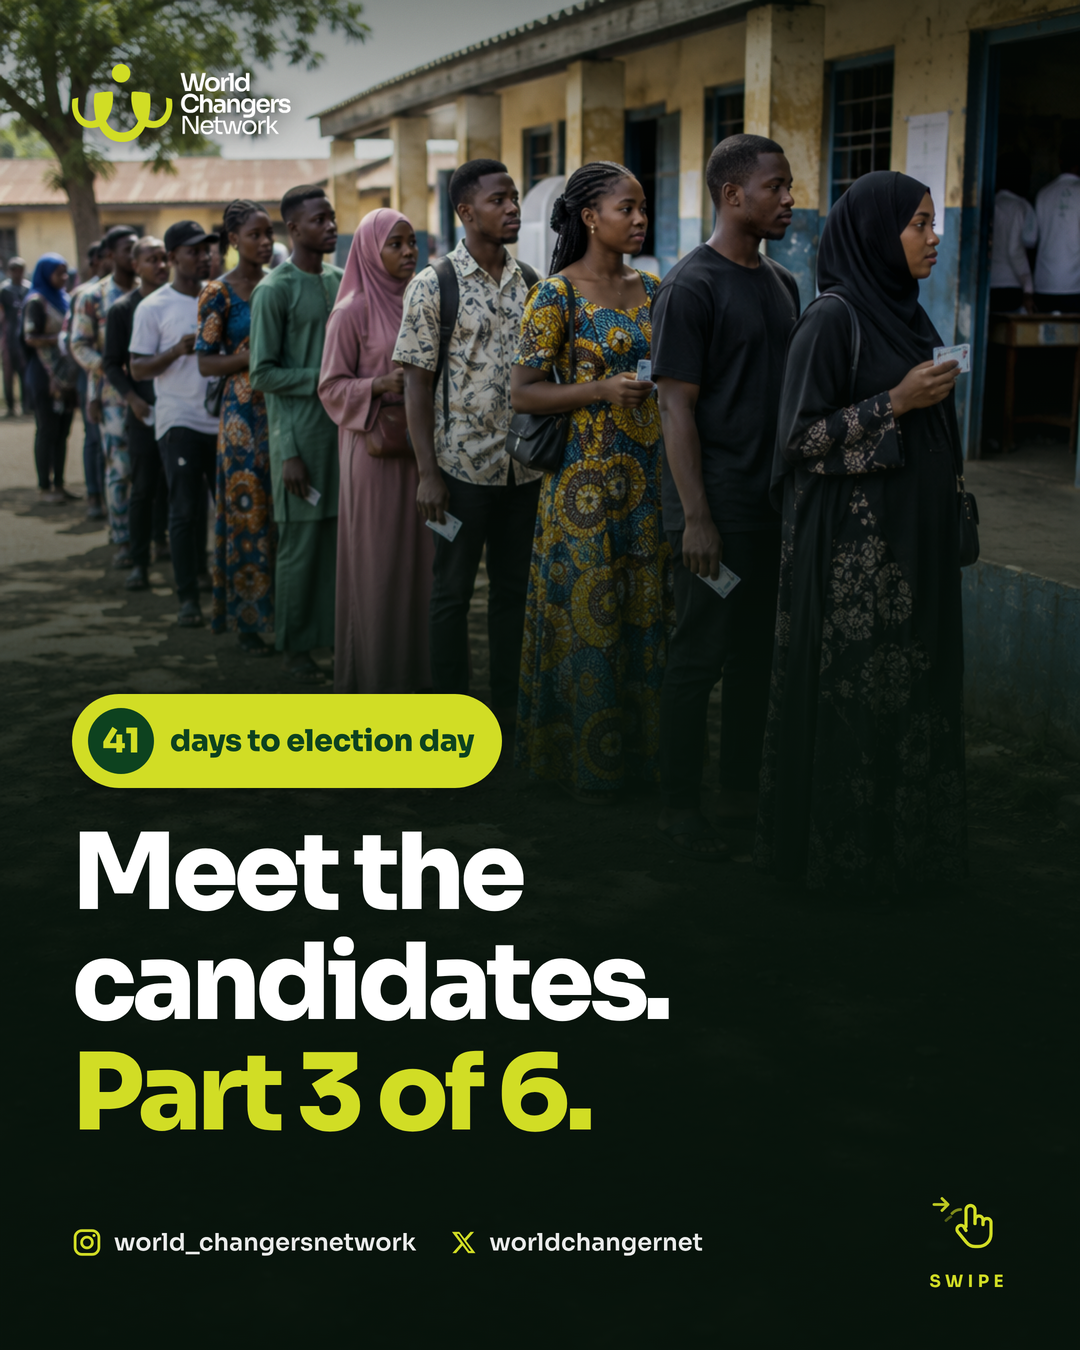 World
Changers
Network
41 days to election day
Meet the
candidates.
Part 3 of 6.
world_changersnetwork
worldchangernet
SWIPE